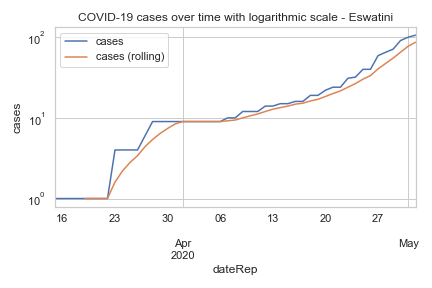 COVID-19 cases over time with logarithmic scale - Eswatini
cases
cases (rolling)
10²
10¹
10⁰
cases
16 23 30 06 13 20 27
Apr May
2020
dateRep